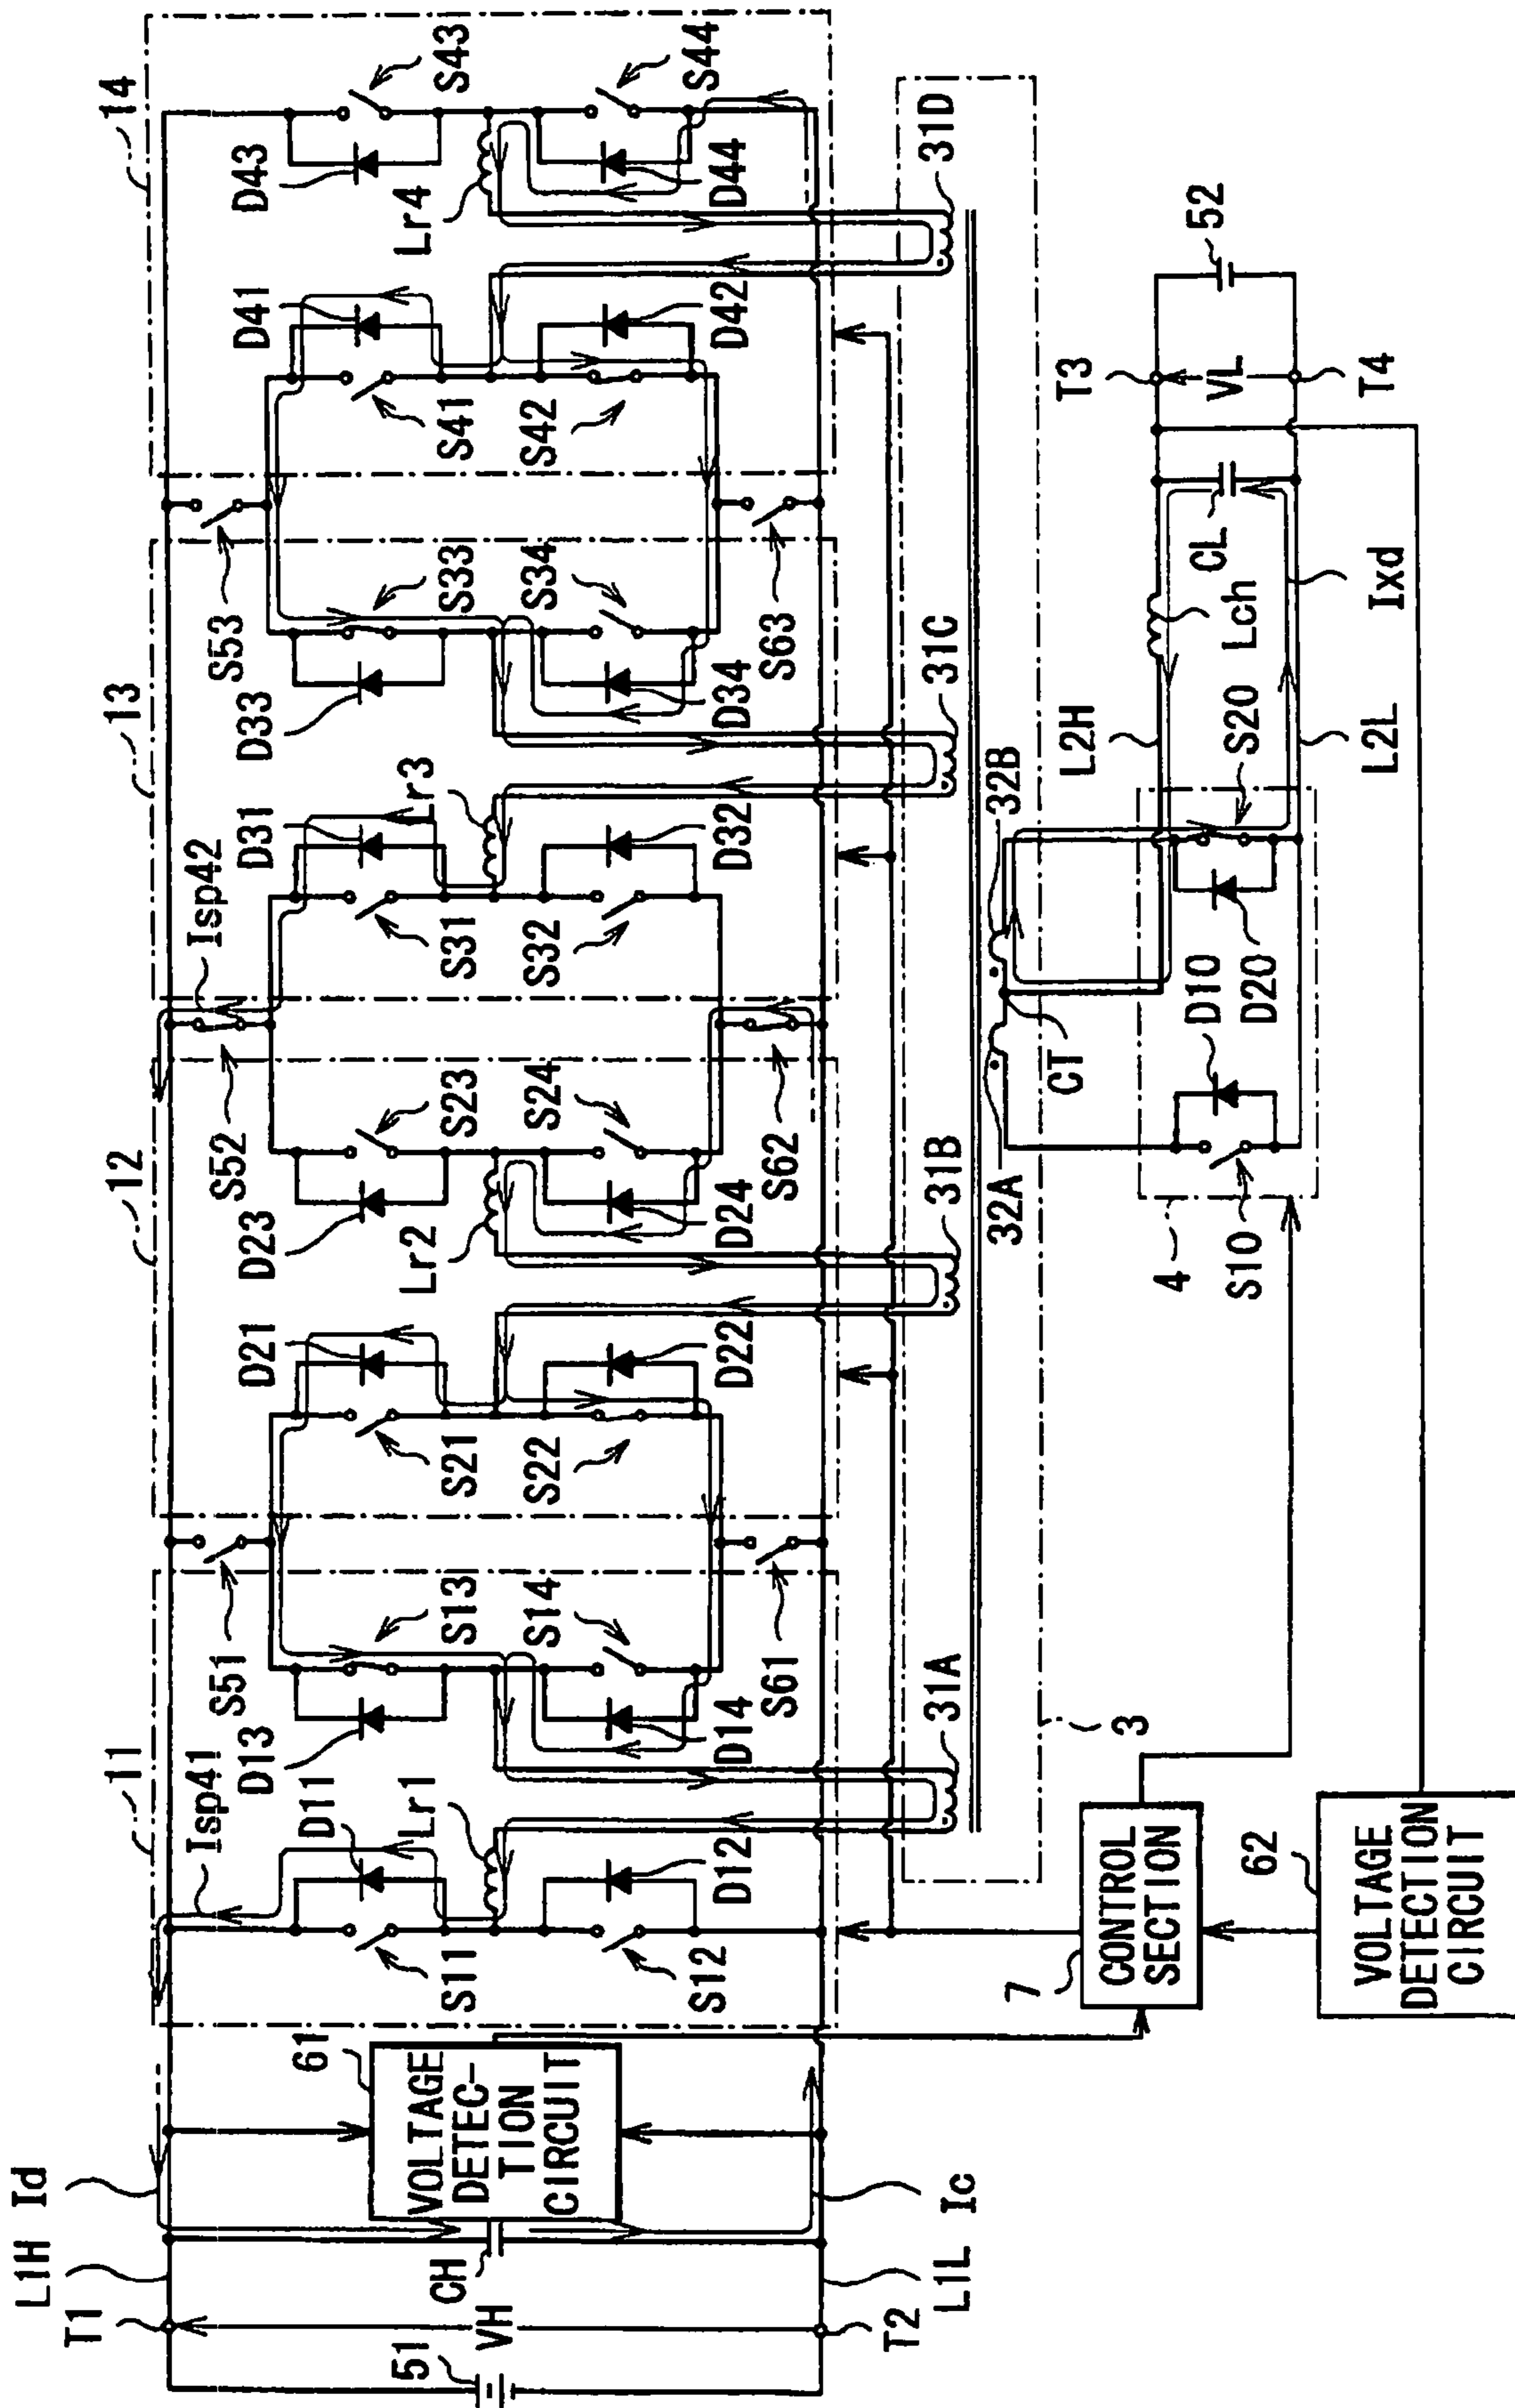 L1H
Id
T1
VH
51
CH
T2
L1L
Ic
61
VOLTAGE
DETEC-
TION
CIRCUIT
11
Isp41
D11
Lr1
D12
S11
S12
D13
S13
S14
D14
S51
S61
31A
12
D21
D22
S21
S22
Lr2
D23
S23
S24
D24
31B
S52
S62
Isp42
13
D31
D32
Lr3
S31
S32
D33
S33
S34
D34
31C
S53
S63
14
D41
D42
S41
S42
Lr4
D43
S43
S44
D44
31D
3
32A
32B
CT
4
S10
D10
D20
S20
L2H
L2L
Lch
CL
Ixd
T3
VL
T4
52
7
CONTROL
SECTION
62
VOLTAGE
DETECTION
CIRCUIT